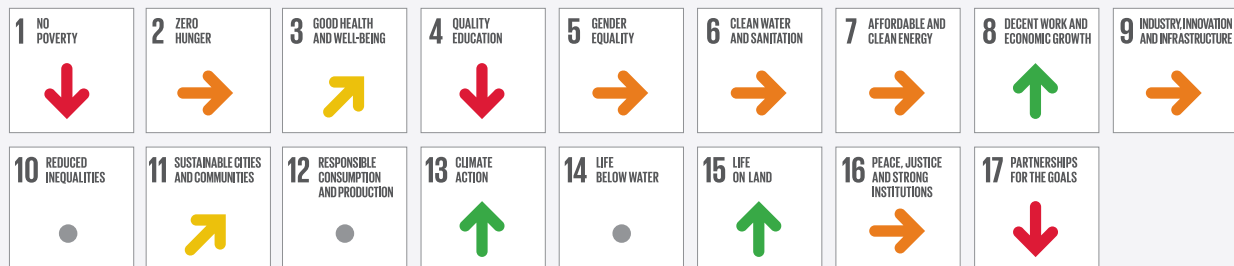 1 NO
POVERTY
2 ZERO
HUNGER
3 GOOD HEALTH
AND WELL-BEING
4 QUALITY
EDUCATION
5 GENDER
EQUALITY
6 CLEAN WATER
AND SANITATION
7 AFFORDABLE AND
CLEAN ENERGY
8 DECENT WORK AND
ECONOMIC GROWTH
9 INDUSTRY, INNOVATION
AND INFRASTRUCTURE
10 REDUCED
INEQUALITIES
11 SUSTAINABLE CITIES
AND COMMUNITIES
12 RESPONSIBLE
CONSUMPTION
AND PRODUCTION
13 CLIMATE
ACTION
14 LIFE
BELOW WATER
15 LIFE
ON LAND
16 PEACE, JUSTICE
AND STRONG
INSTITUTIONS
17 PARTNERSHIPS
FOR THE GOALS